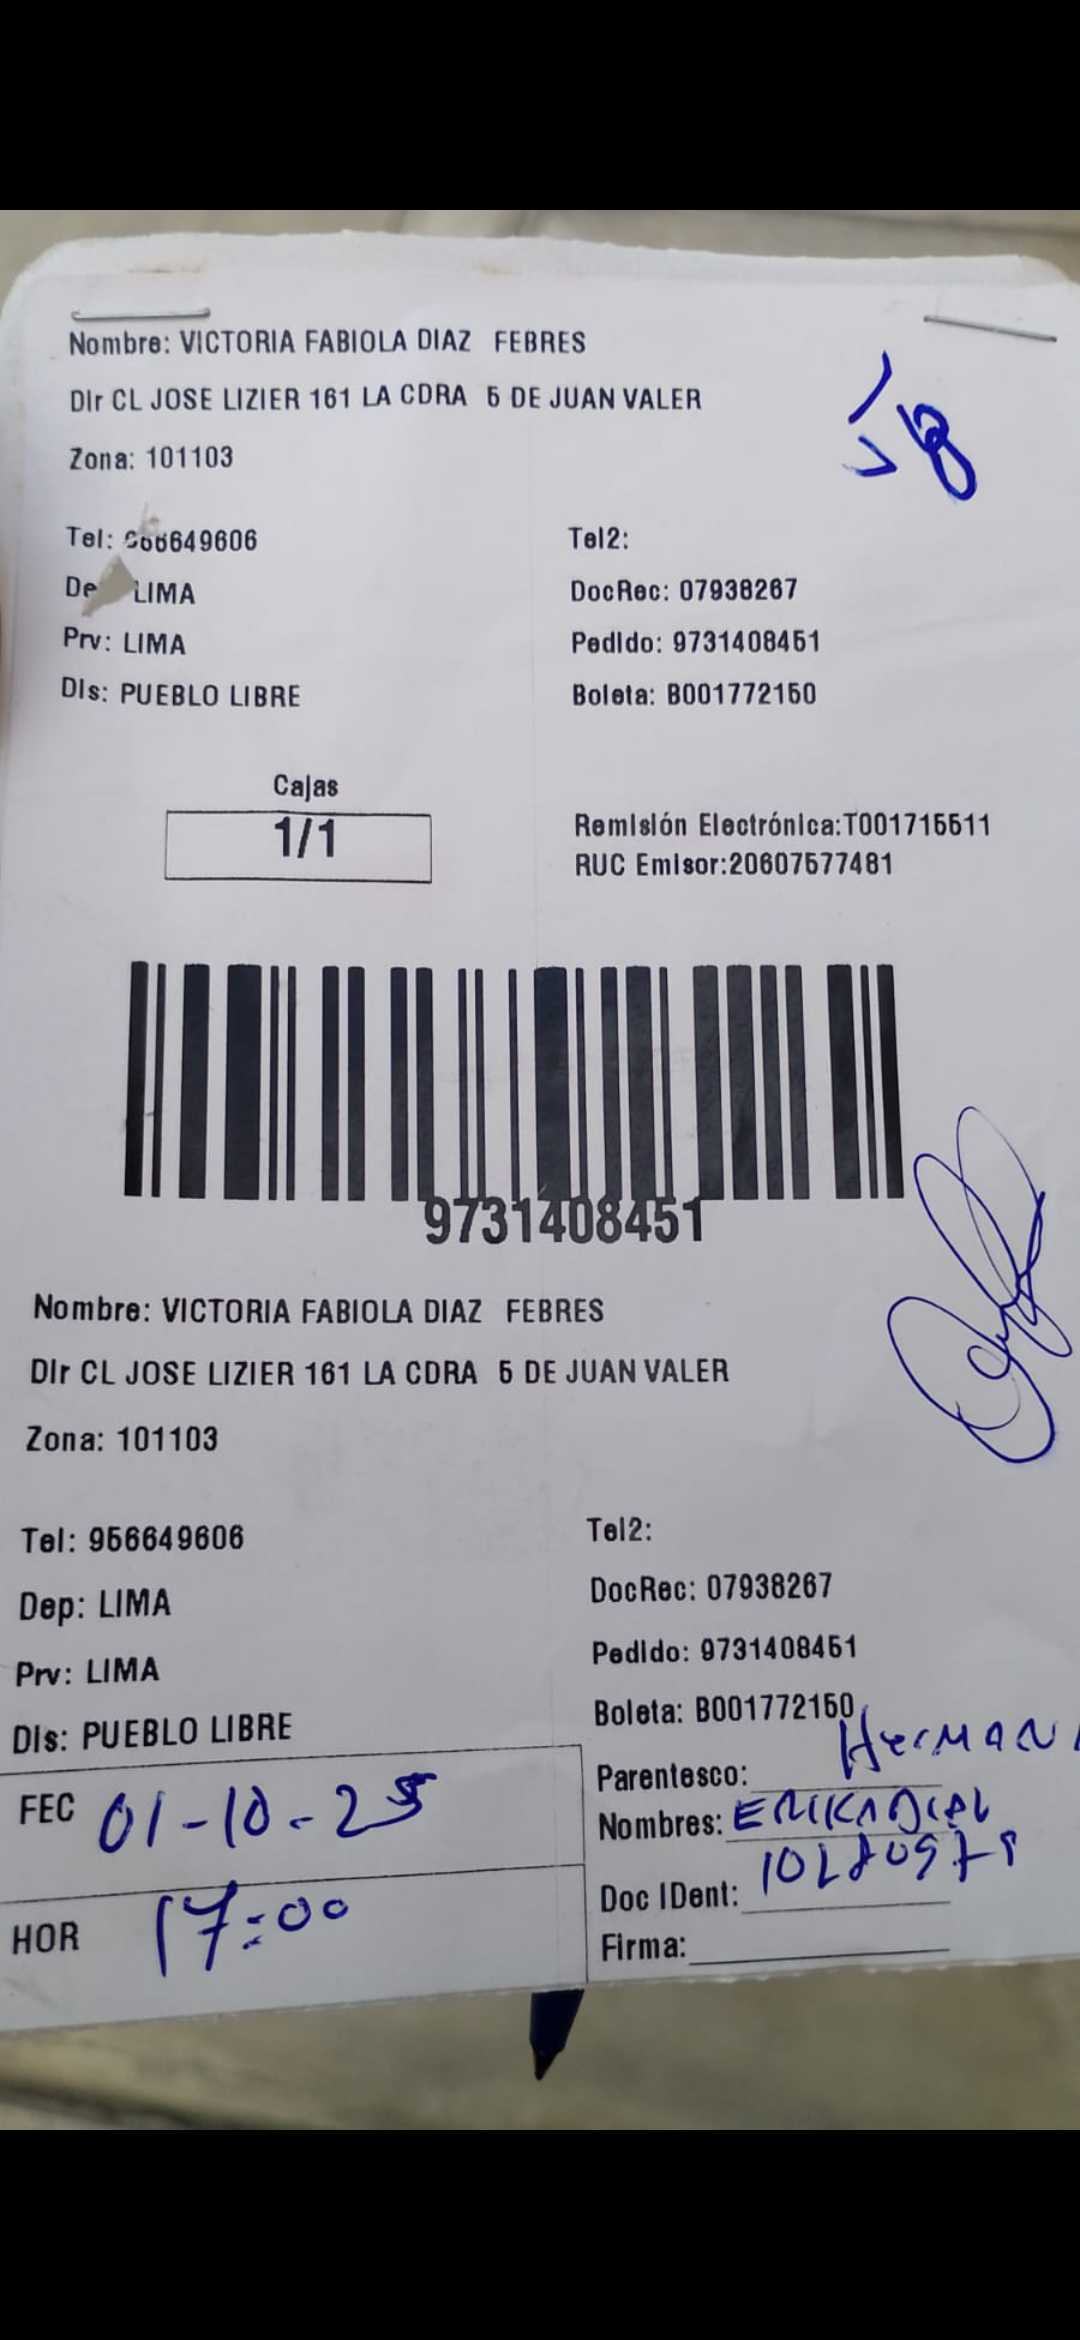 Nombre: VICTORIA FABIOLA DIAZ FEBRES
Dir CL JOSE LIZIER 161 LA CDRA 5 DE JUAN VALER
Zona: 101103
Tel: 649606 Tel2:
LIMA DocRec: 07938267
Prv: LIMA Pedido: 9731408451
Dis: PUEBLO LIBRE Boleta: B001772150
Cajas
1/1
Remisión Electrónica:T001715511
RUC Emisor:20607577481
9731408451
Nombre: VICTORIA FABIOLA DIAZ FEBRES
Dir CL JOSE LIZIER 161 LA CDRA 5 DE JUAN VALER
Zona: 101103
Tel: 956649606 Tel2:
Dep: LIMA DocRec: 07938267
Prv: LIMA Pedido: 9731408451
Dis: PUEBLO LIBRE Boleta: B001772150
FEC 01-10-25
HOR 17:00
Parentesco: HERMAN
Nombres: ERIKA
Doc IDent:
Firma: